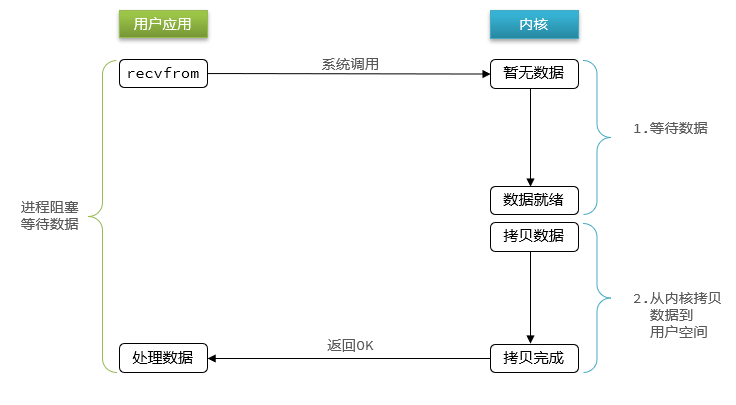 用户应用
内核
recvfrom
系统调用
暂无数据
1.等待数据
数据就绪
进程阻塞
等待数据
拷贝数据
2.从内核拷贝
数据到
用户空间
处理数据
返回OK
拷贝完成